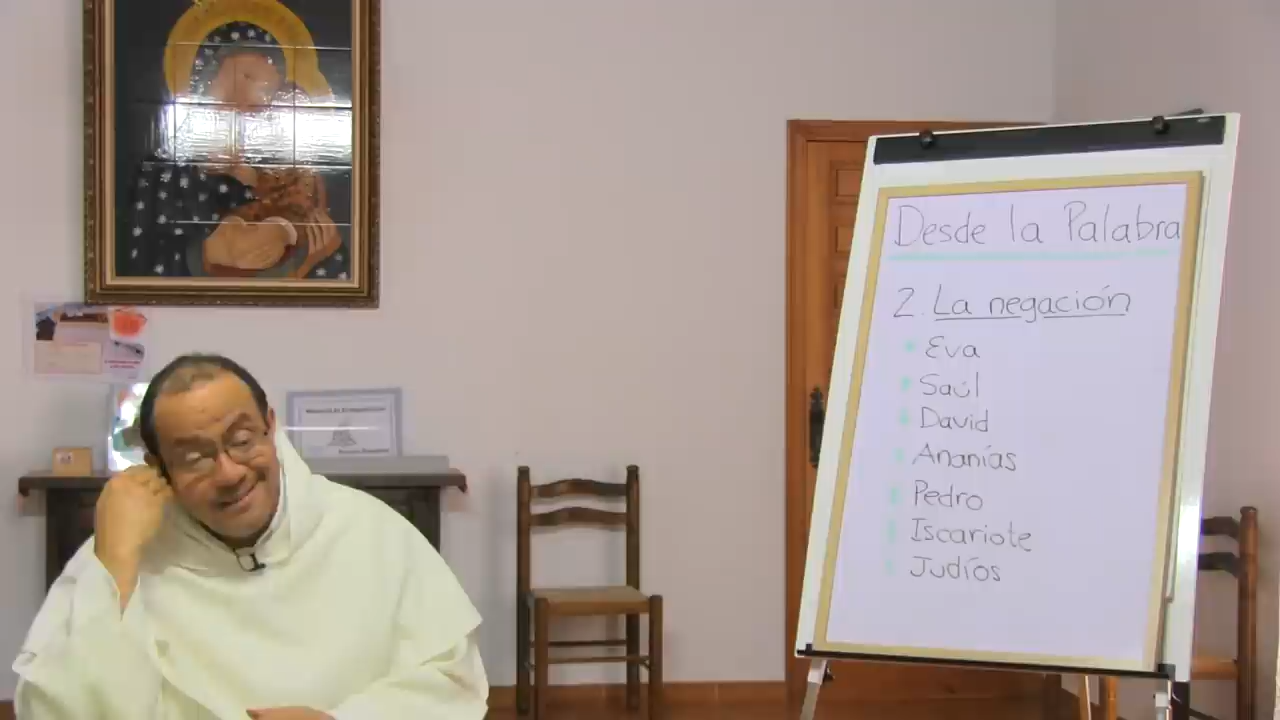 Desde la Palabra
2. La negación
Eva
Saúl
David
Ananías
Pedro
Iscariote
Judíos